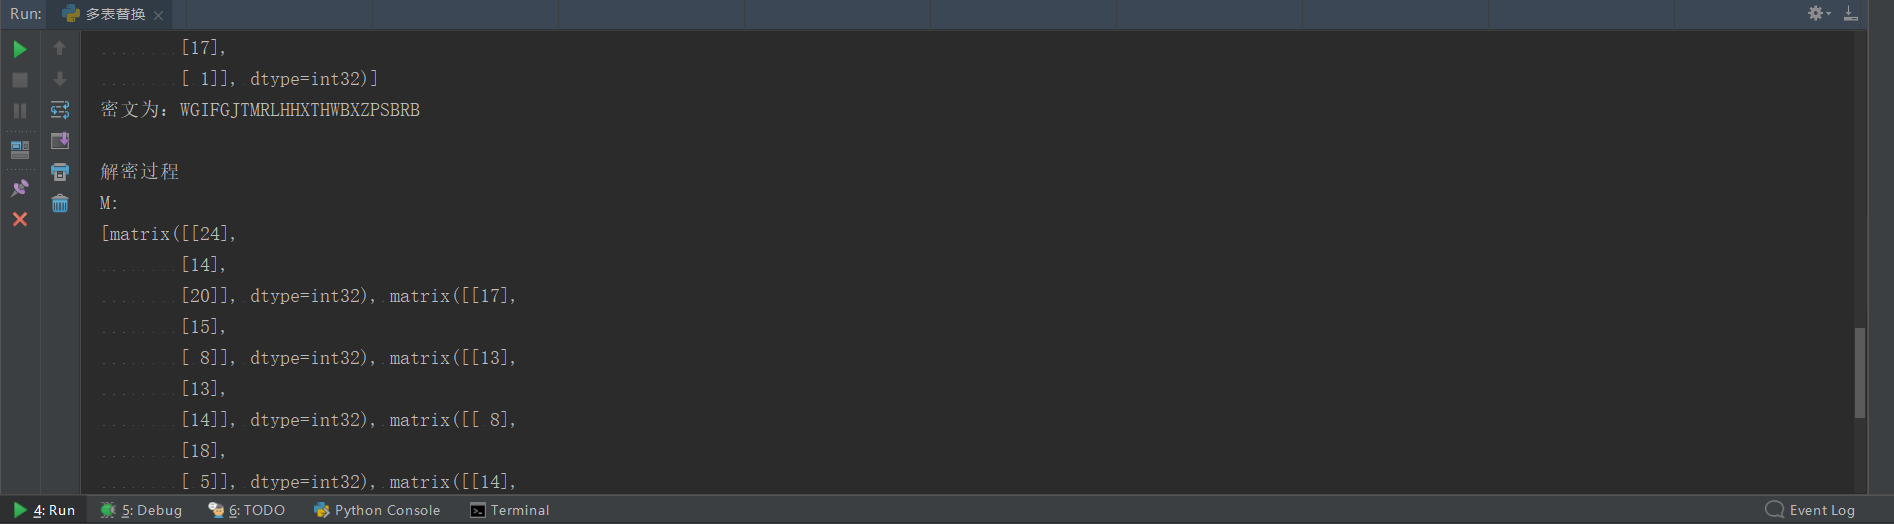 Run: 多表替换
[17],
[ 1]], dtype=int32)]
密文为: WGIFGJTMRLHHXTHWBXZPSBRB
解密过程
M:
[matrix([[24],
[14],
[20]], dtype=int32), matrix([[17],
[15],
[ 8]], dtype=int32), matrix([[13],
[13],
[14]], dtype=int32), matrix([[ 8],
[18],
[ 5]], dtype=int32), matrix([[14],
4: Run 5: Debug 6: TODO Python Console Terminal Event Log